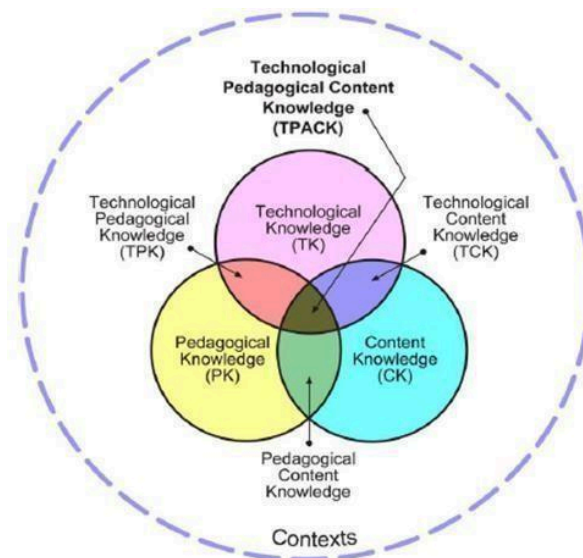 Technological
Pedagogical Content
Knowledge
(TPACK)
Technological
Pedagogical
Knowledge
(TPK)
Technological
Knowledge
(TK)
Technological
Content
Knowledge
(TCK)
Pedagogical
Knowledge
(PK)
Content
Knowledge
(CK)
Pedagogical
Content
Knowledge
Contexts